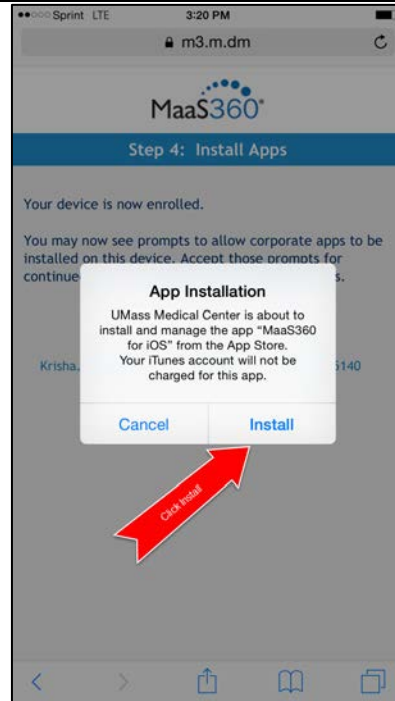 Sprint LTE 3:20 PM
m3.m.dm
MaaS360
Step 4: Install Apps
Your device is now enrolled.
You may now see prompts to allow corporate apps to be
installed on this device. Accept those prompts for
continue s.
App Installation
UMass Medical Center is about to
install and manage the app “MaaS360
for iOS” from the App Store.
Your iTunes account will not be
charged for this app.
Krisha. 5140
Cancel Install
Click Install